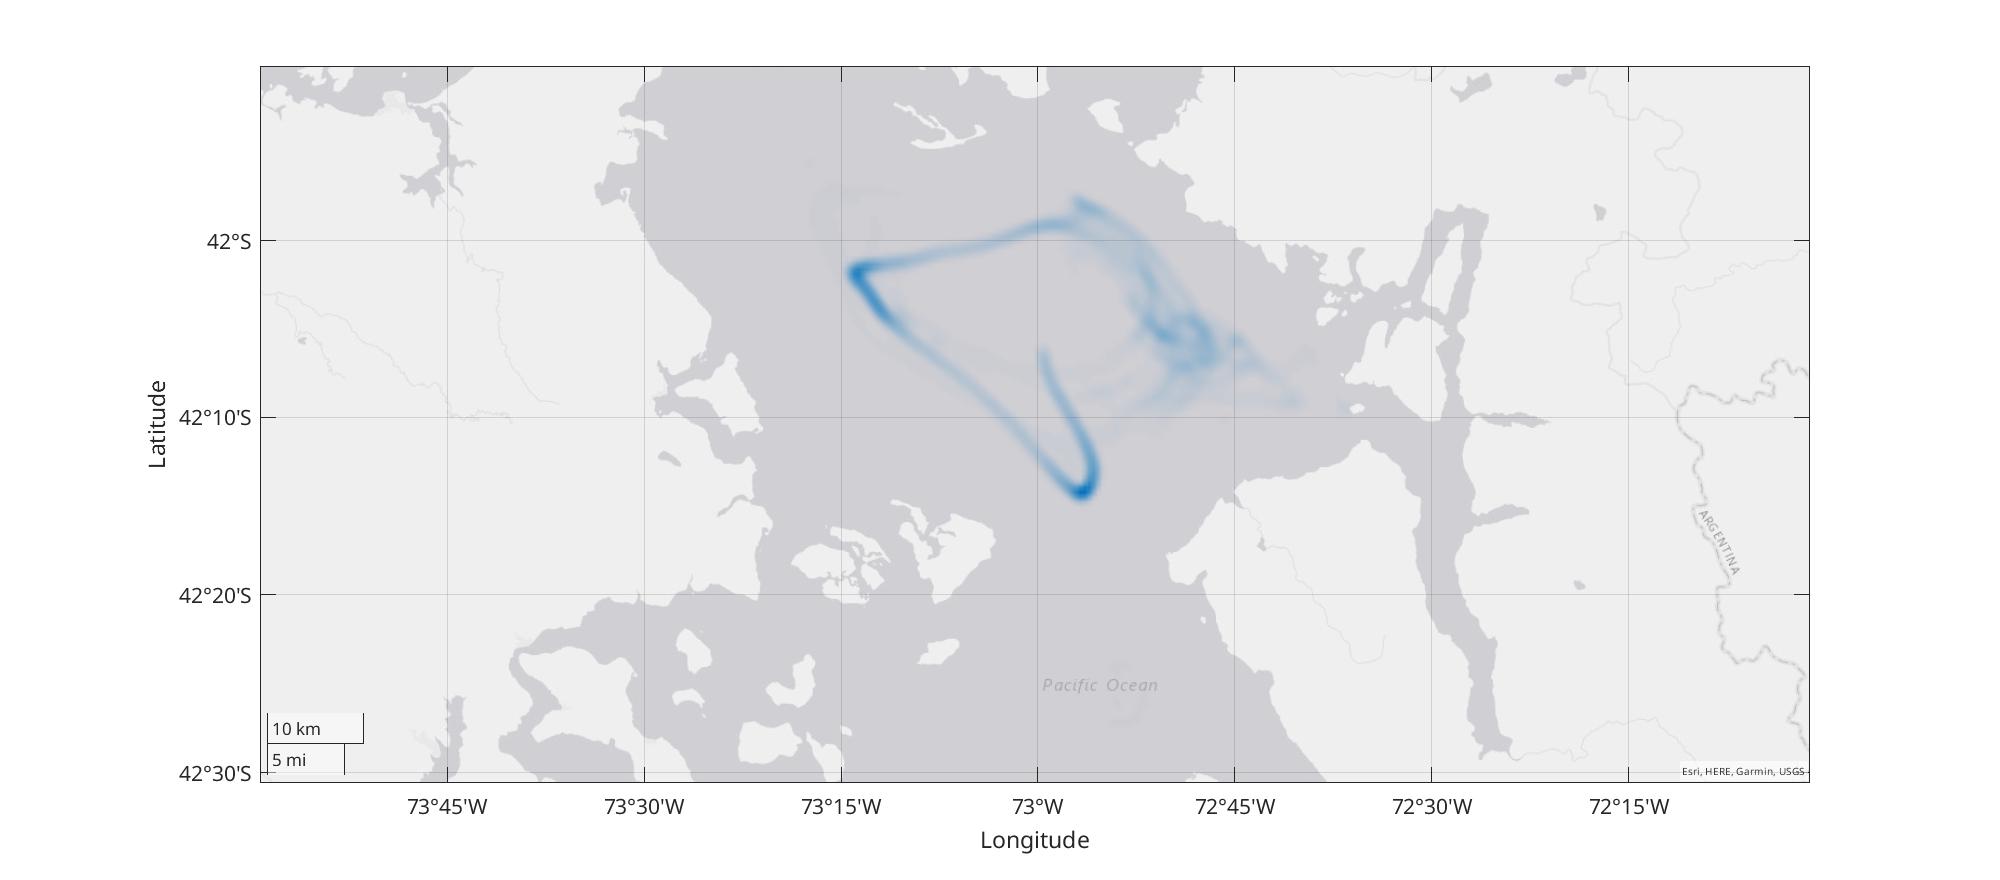 42°S
42°10'S
42°20'S
42°30'S
Latitude
ARGENTINA
Pacific Ocean
10 km
5 mi
Esri, HERE, Garmin, USGS
73°45'W
73°30'W
73°15'W
73°W
72°45'W
72°30'W
72°15'W
Longitude